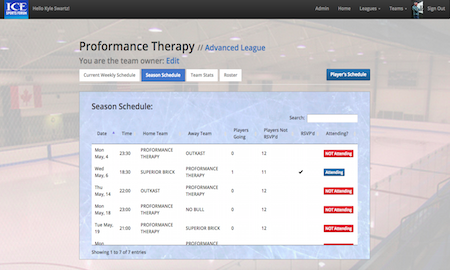 ICE
SPORTS FORUM
Hello Kyle Swartz!
Admin Home Leagues Teams Sign Out
Proformance Therapy // Advanced League
You are the team owner: Edit
Current Weekly Schedule Season Schedule Team Stats Roster Player's Schedule
Season Schedule:
Search:
Date Time Home Team Away Team Players Going Players Not RSVP'd RSVP'd Attending?
Mon May, 4 23:30 PROFORMANCE THERAPY OUTKAST 0 12 NOT Attending
Wed May, 6 18:30 SUPERIOR BRICK PROFORMANCE THERAPY 1 11 ✔ Attending
Thu May, 14 22:00 OUTKAST PROFORMANCE THERAPY 0 12 NOT Attending
Mon May, 18 23:00 PROFORMANCE THERAPY NO BULL 0 12 NOT Attending
Tue May, 19 21:00 PROFORMANCE THERAPY SUPERIOR BRICK 0 12 NOT Attending
Mon PROFORMANCE
Showing 1 to 7 of 7 entries